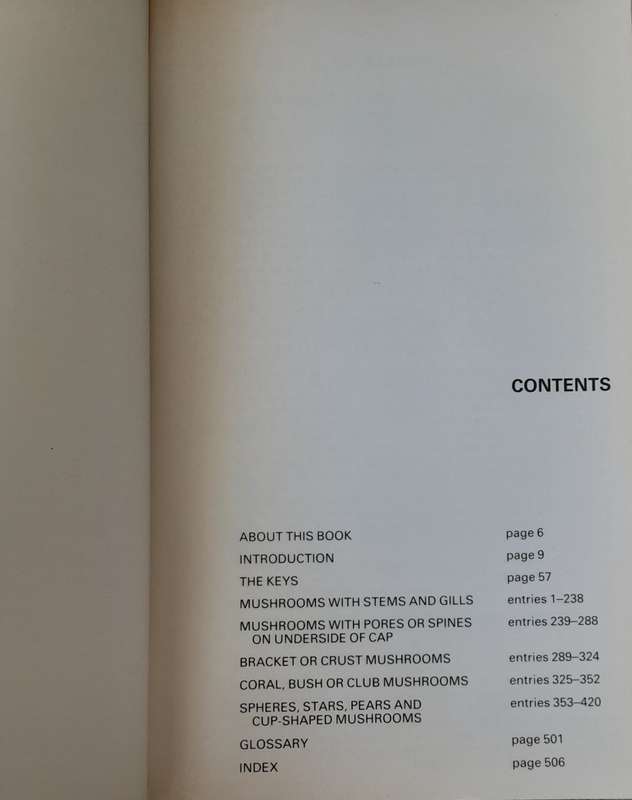 CONTENTS
ABOUT THIS BOOK page 6
INTRODUCTION page 9
THE KEYS page 57
MUSHROOMS WITH STEMS AND GILLS entries 1–238
MUSHROOMS WITH PORES OR SPINES entries 239–288
ON UNDERSIDE OF CAP
BRACKET OR CRUST MUSHROOMS entries 289–324
CORAL, BUSH OR CLUB MUSHROOMS entries 325–352
SPHERES, STARS, PEARS AND entries 353–420
CUP-SHAPED MUSHROOMS
GLOSSARY page 501
INDEX page 506